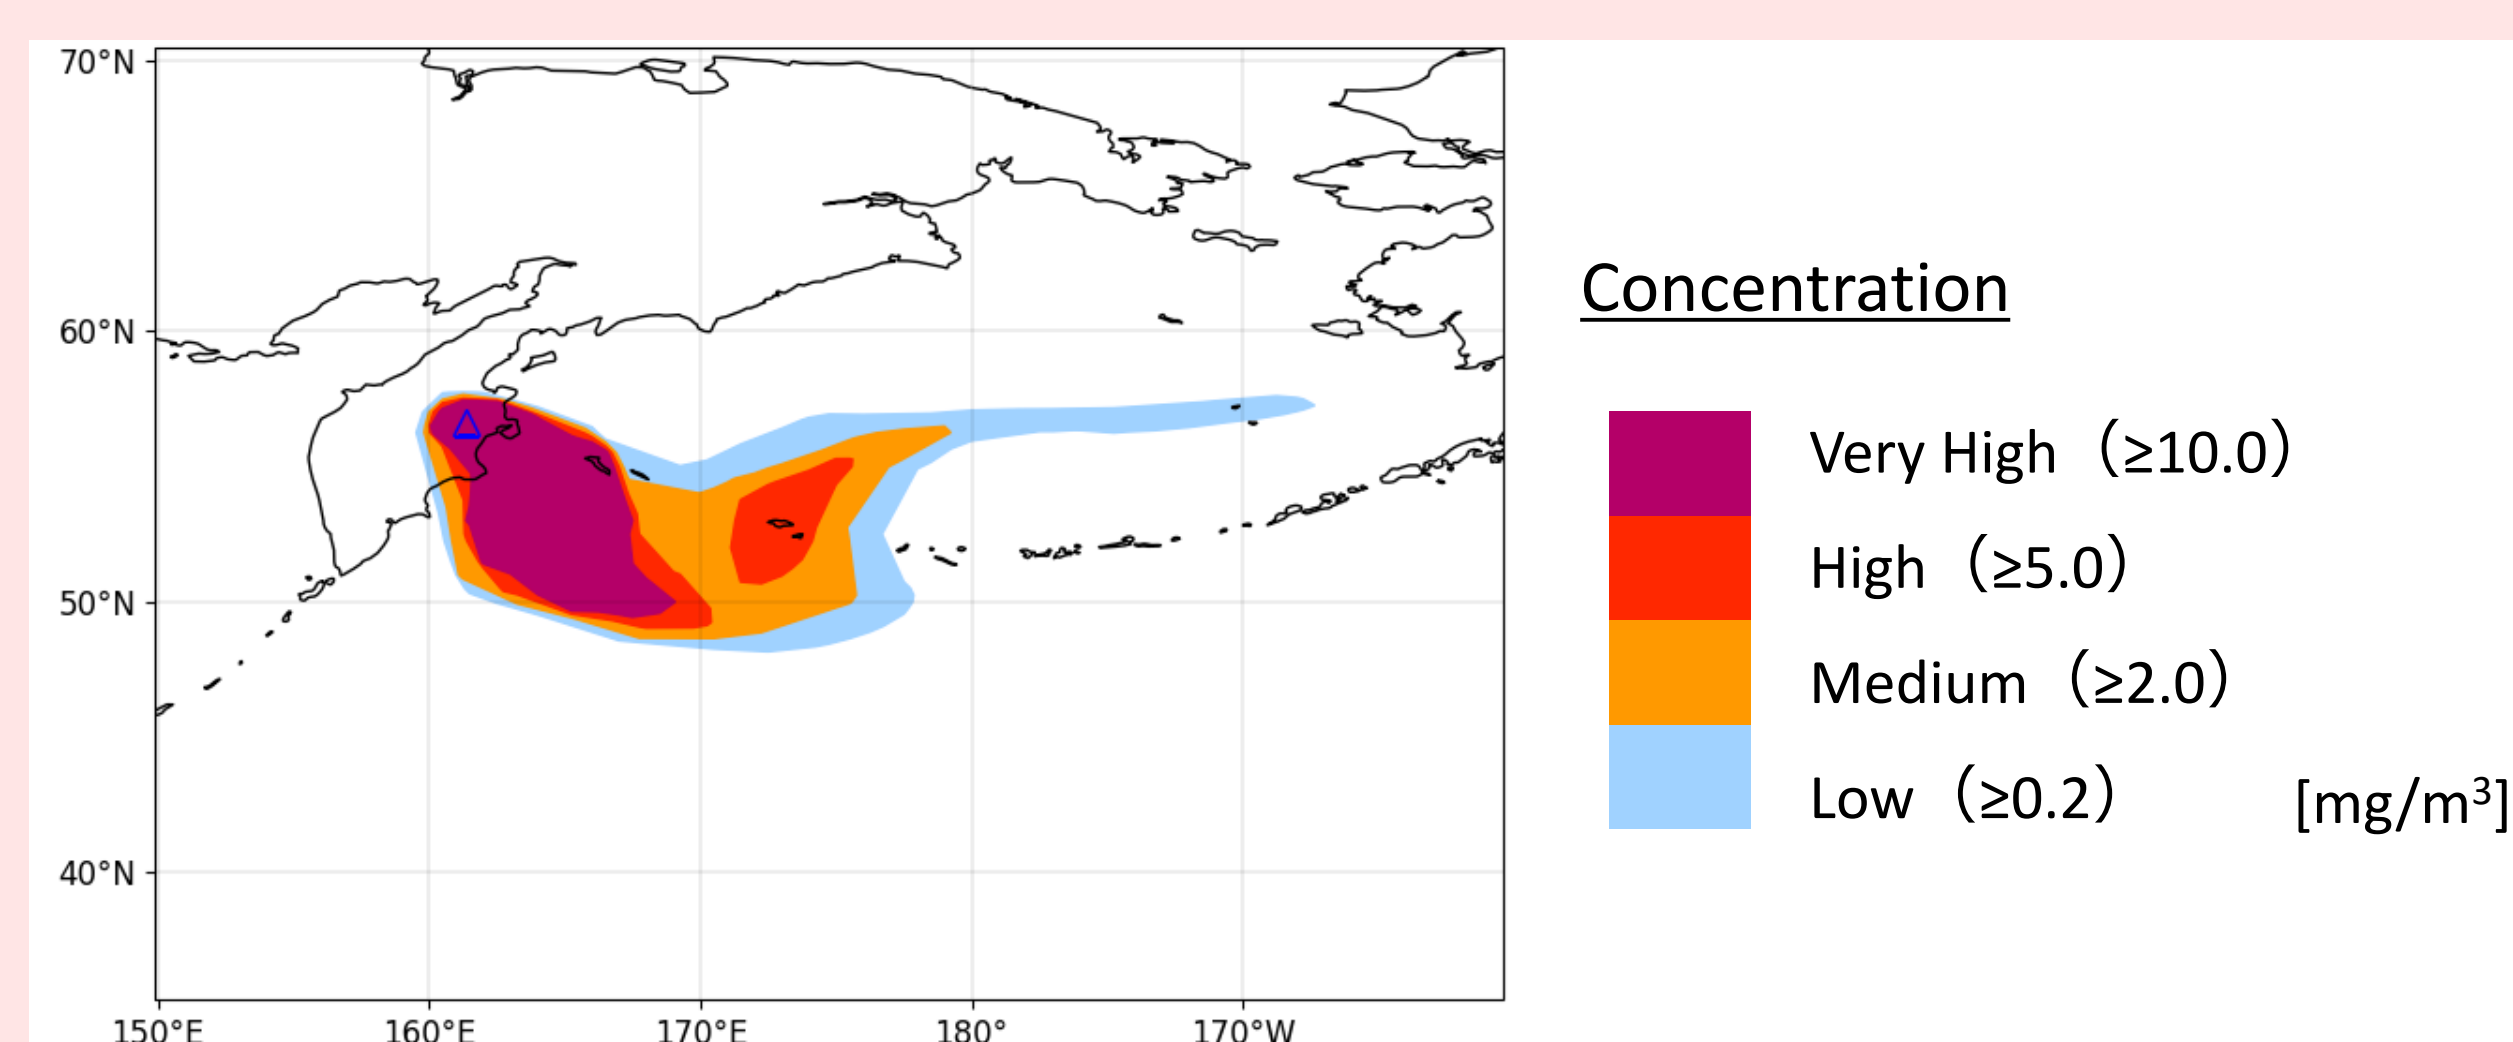 70°N
60°N
50°N
40°N
150°E 160°E 170°E 180° 170°W
Concentration
Very High（≥10.0）
High（≥5.0）
Medium（≥2.0）
Low（≥0.2） [mg/m³]